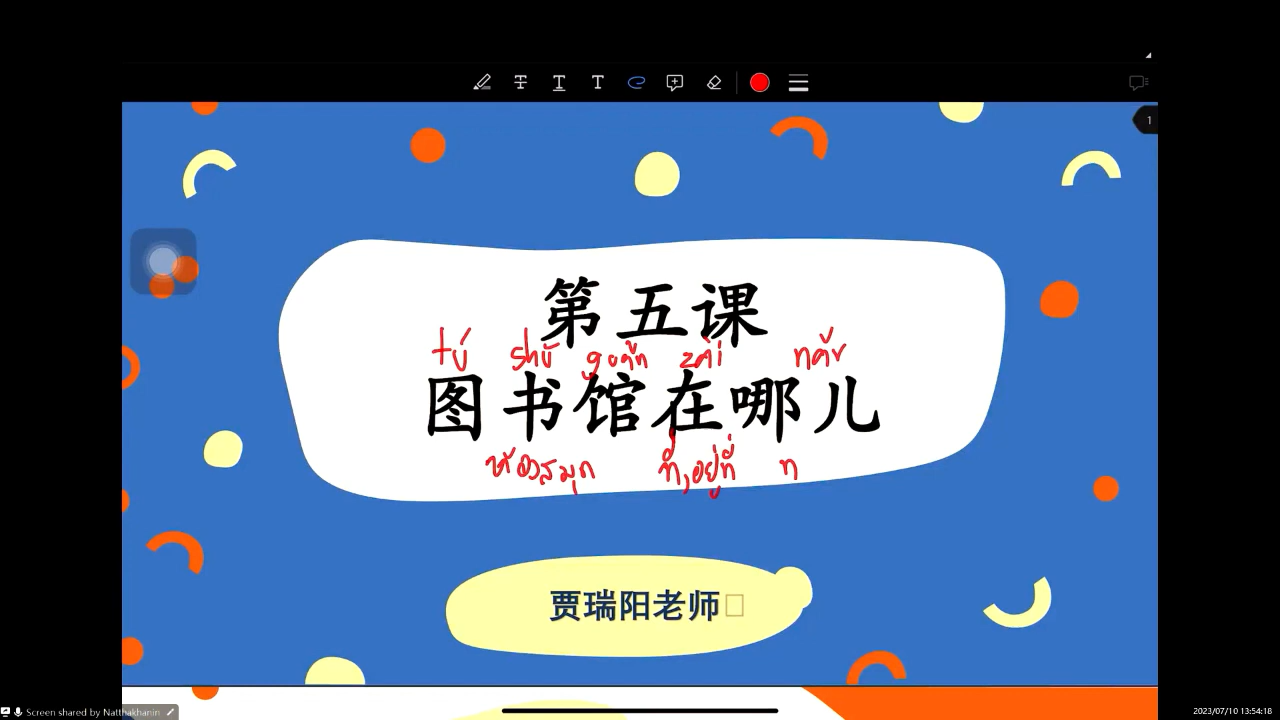 1
第五课
tú shū guǎn zài nǎr
图书馆在哪儿
ห้องสมุด ที่,อยู่ที่ ท
贾瑞阳老师
Screen shared by Natthakhanin
2023/07/10 13:54:18